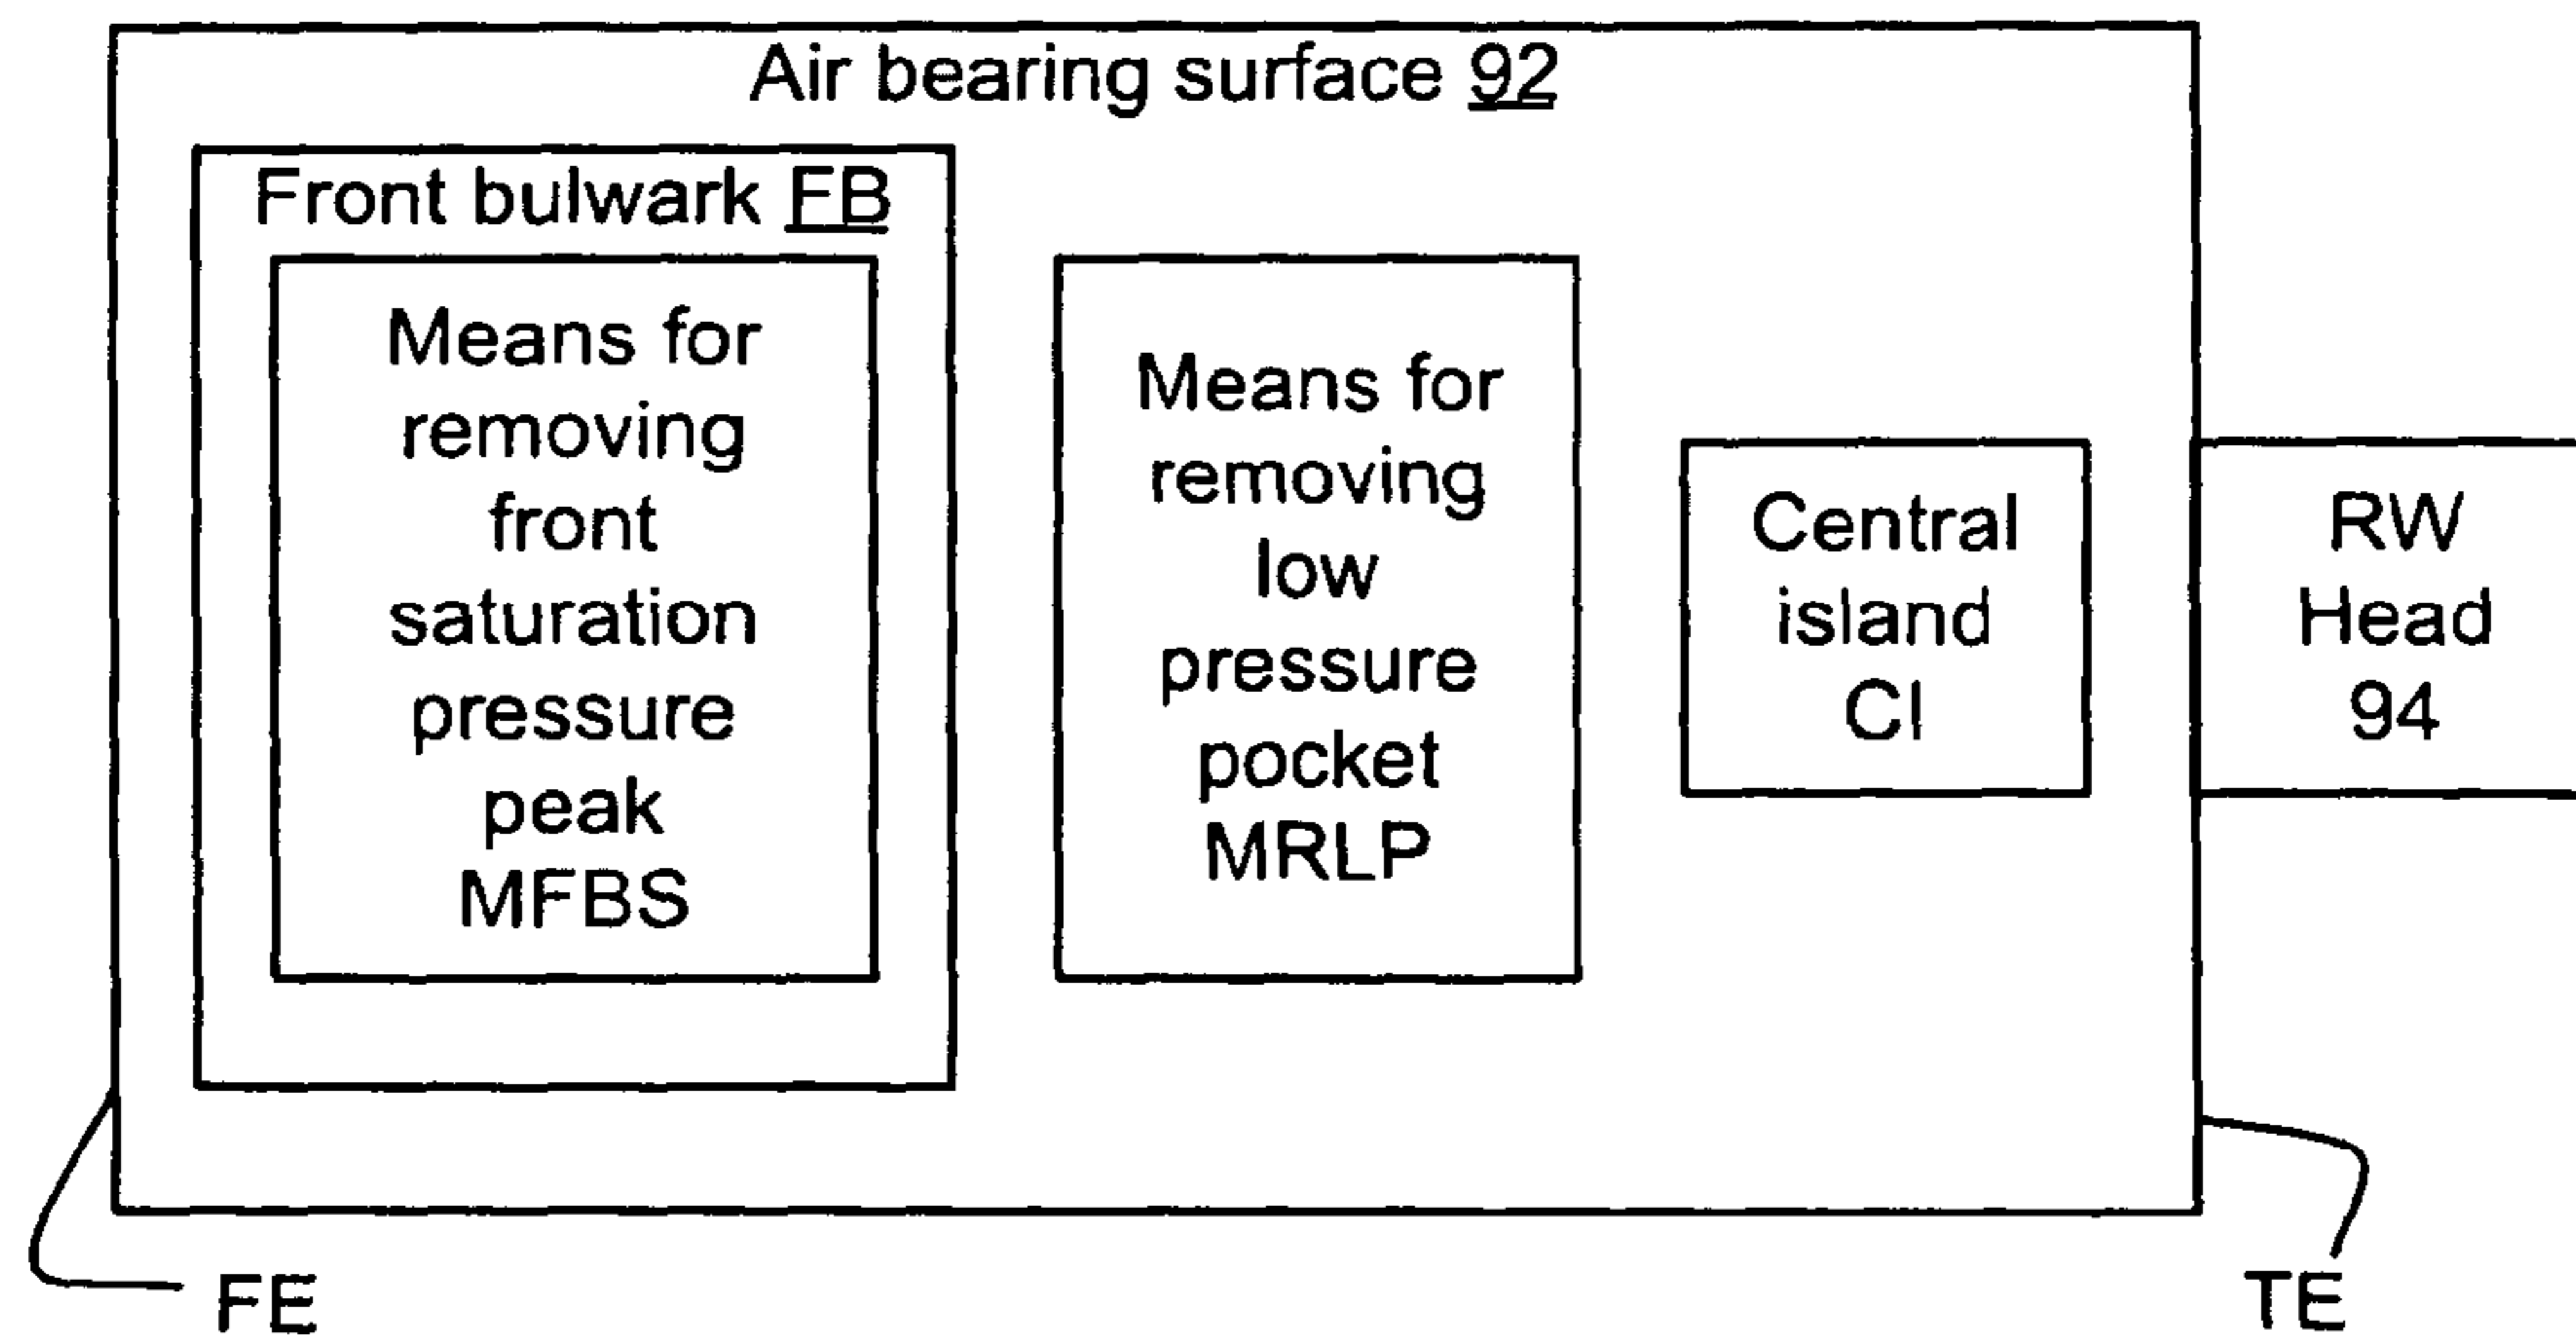 Air bearing surface 92
Front bulwark FB
Means for
removing
front
saturation
pressure
peak
MFBS
Means for
removing
low
pressure
pocket
MRLP
Central
island
CI
RW
Head
94
FE
TE